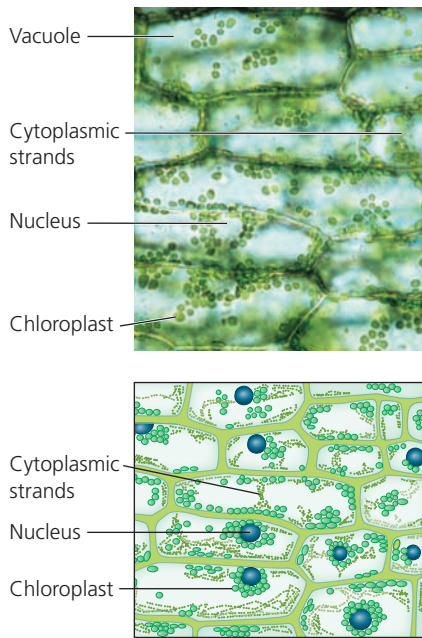 Vacuole
Cytoplasmic
strands
Nucleus
Chloroplast
Cytoplasmic
strands
Nucleus
Chloroplast